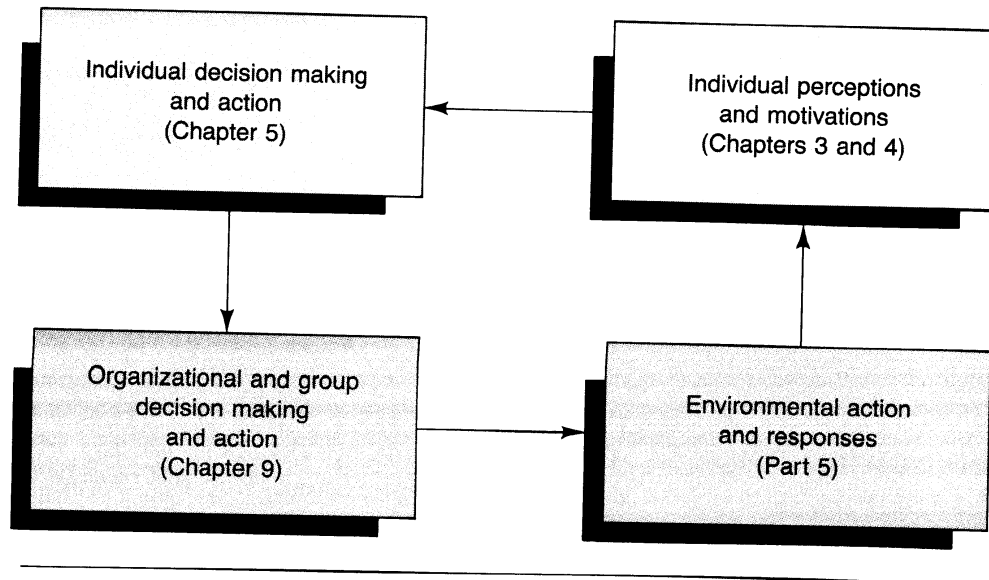 Individual decision making
and action
(Chapter 5)
Individual perceptions
and motivations
(Chapters 3 and 4)
Organizational and group
decision making
and action
(Chapter 9)
Environmental action
and responses
(Part 5)